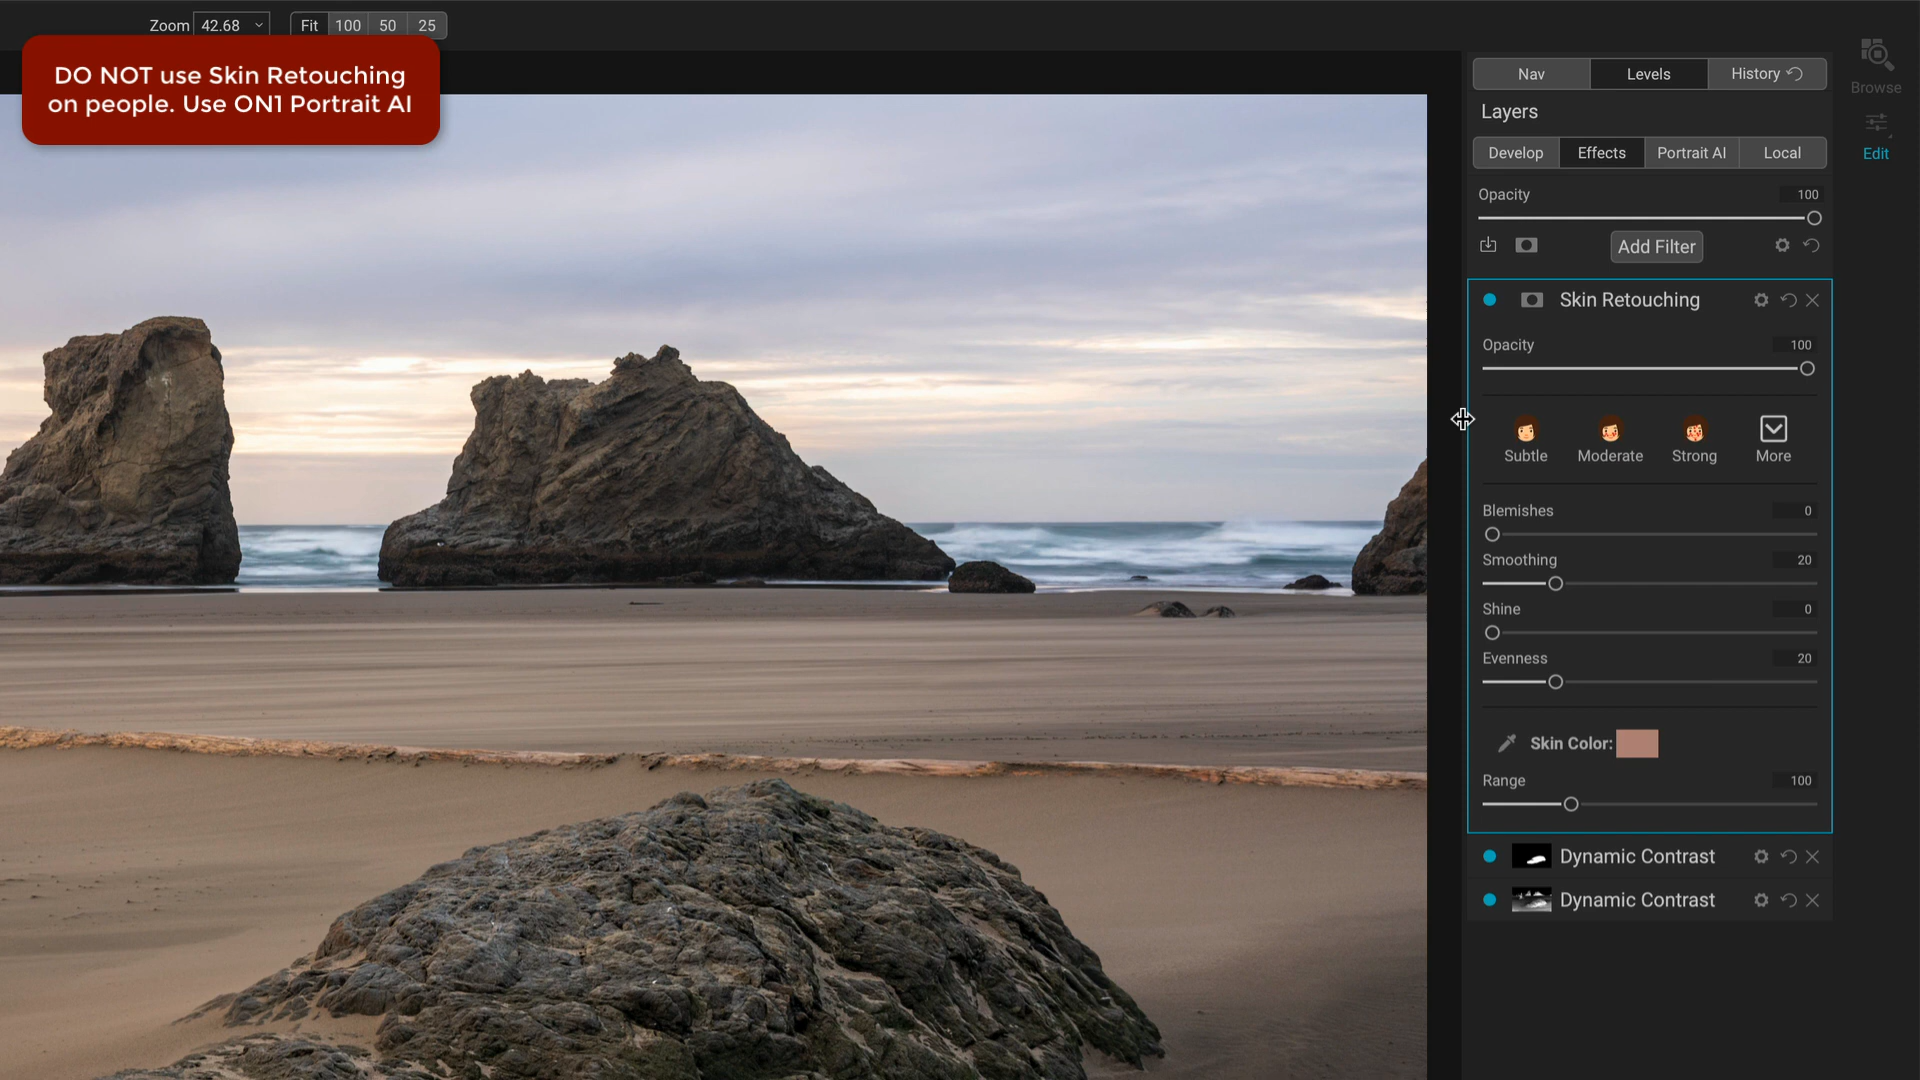 Zoom 42.68 Fit 100 50 25
DO NOT use Skin Retouching
on people. Use ON1 Portrait AI
Nav Levels History
Browse
Layers
Develop Effects Portrait AI Local
Edit
Opacity 100
Add Filter
Skin Retouching
Opacity 100
Subtle Moderate Strong More
Blemishes 0
Smoothing 20
Shine 0
Evenness 20
Skin Color:
Range 100
Dynamic Contrast
Dynamic Contrast